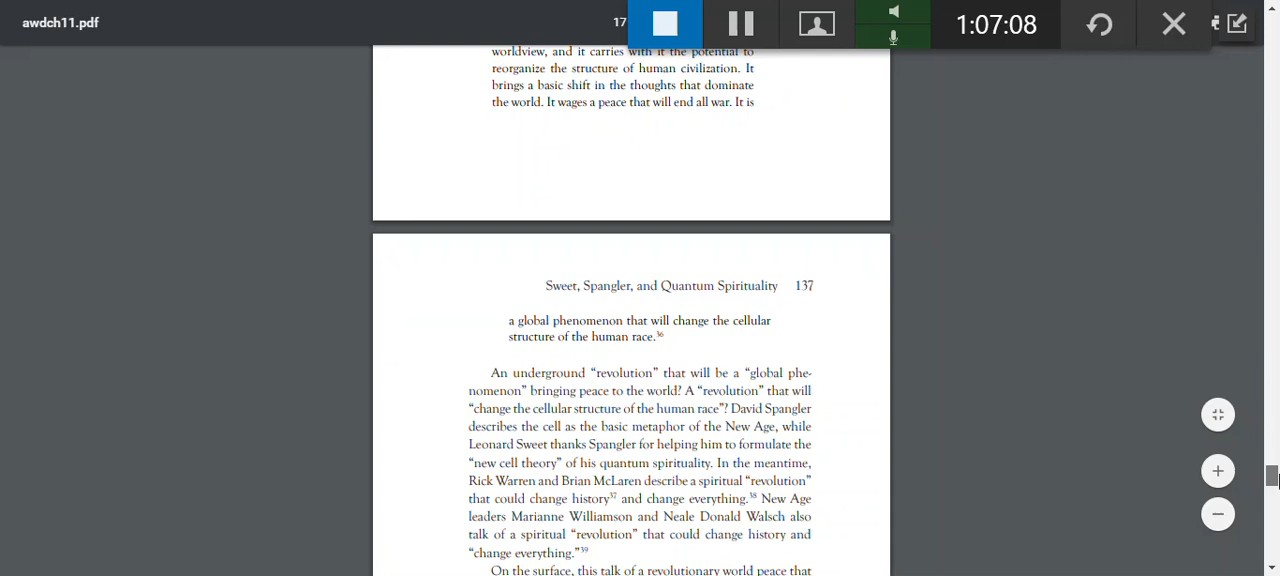 awdch11.pdf
17
1:07:08
worldview, and it carries with it the potential to
reorganize the structure of human civilization. It
brings a basic shift in the thoughts that dominate
the world. It wages a peace that will end all war. It is
Sweet, Spangler, and Quantum Spirituality 137
a global phenomenon that will change the cellular
structure of the human race.³⁶
An underground “revolution” that will be a “global phe-
nomenon” bringing peace to the world? A “revolution” that will
“change the cellular structure of the human race”? David Spangler
describes the cell as the basic metaphor of the New Age, while
Leonard Sweet thanks Spangler for helping him to formulate the
“new cell theory” of his quantum spirituality. In the meantime,
Rick Warren and Brian McLaren describe a spiritual “revolution”
that could change history³⁷ and change everything.³⁸ New Age
leaders Marianne Williamson and Neale Donald Walsch also
talk of a spiritual “revolution” that could change history and
“change everything.”³⁹
On the surface, this talk of a revolutionary world peace that